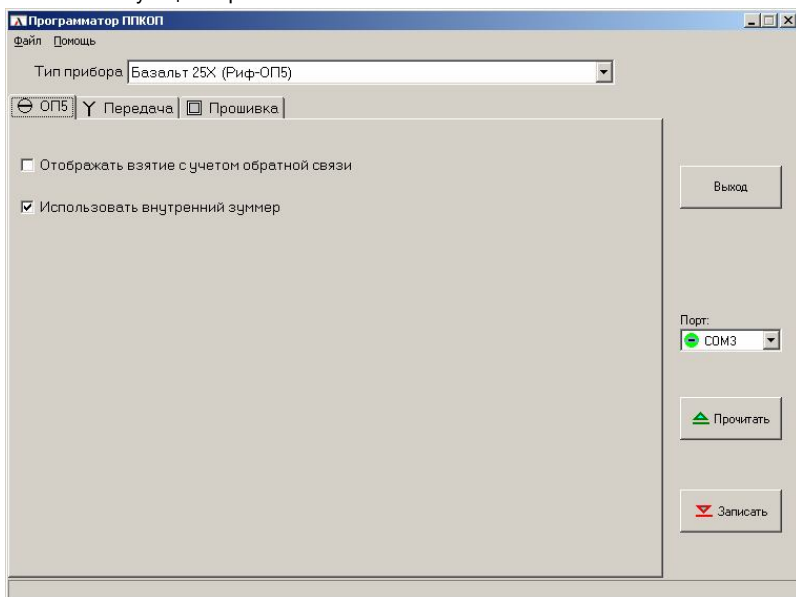 Программатор ППКОП
Файл Помощь
Тип прибора Базальт 25Х (Риф-ОП5)
ОП5 Передача Прошивка
Отображать взятие с учетом обратной связи
Использовать внутренний зуммер
Выход
Порт:
COM3
Прочитать
Записать